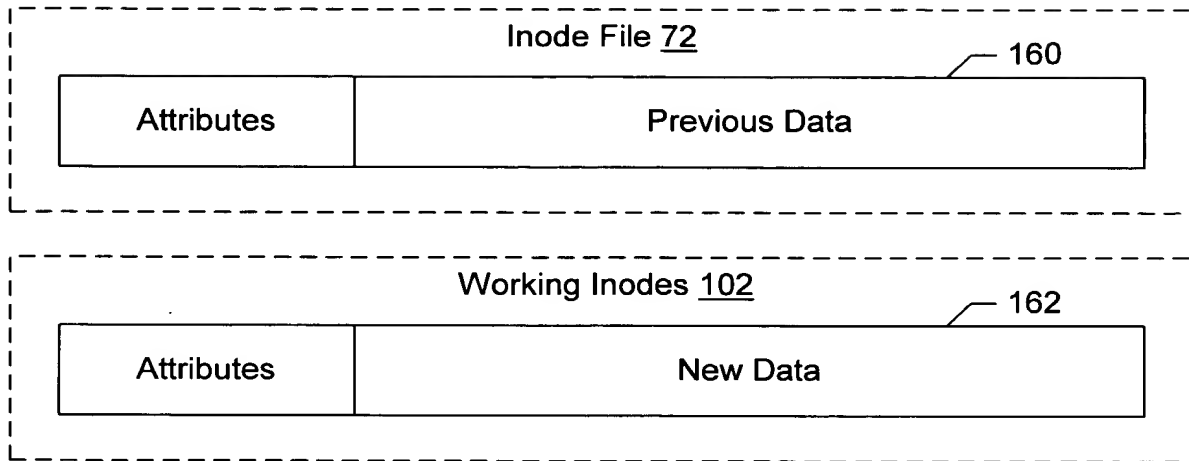 Inode File 72
160
Attributes
Previous Data
Working Inodes 102
162
Attributes
New Data